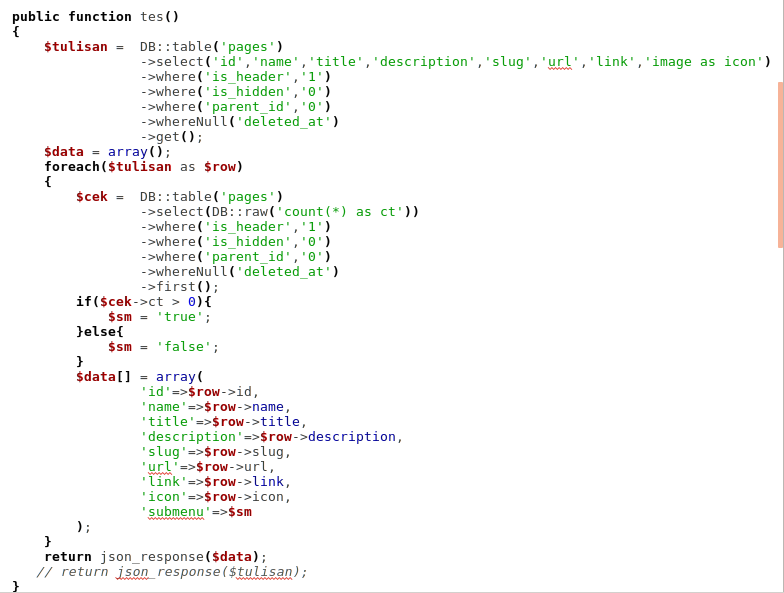 public function tes()
{
    $tulisan =  DB::table('pages')
                ->select('id','name','title','description','slug','url','link','image as icon')
                ->where('is_header','1')
                ->where('is_hidden','0')
                ->where('parent_id','0')
                ->whereNull('deleted_at')
                ->get();
    $data = array();
    foreach($tulisan as $row)
    {
        $cek =  DB::table('pages')
                ->select(DB::raw('count(*) as ct'))
                ->where('is_header','1')
                ->where('is_hidden','0')
                ->where('parent_id','0')
                ->whereNull('deleted_at')
                ->first();
        if($cek->ct > 0){
            $sm = 'true';
        }else{
            $sm = 'false';
        }
        $data[] = array(
                'id'=>$row->id,
                'name'=>$row->name,
                'title'=>$row->title,
                'description'=>$row->description,
                'slug'=>$row->slug,
                'url'=>$row->url,
                'link'=>$row->link,
                'icon'=>$row->icon,
                'submenu'=>$sm
        );
    }
    return json_response($data);
   // return json_response($tulisan);
}